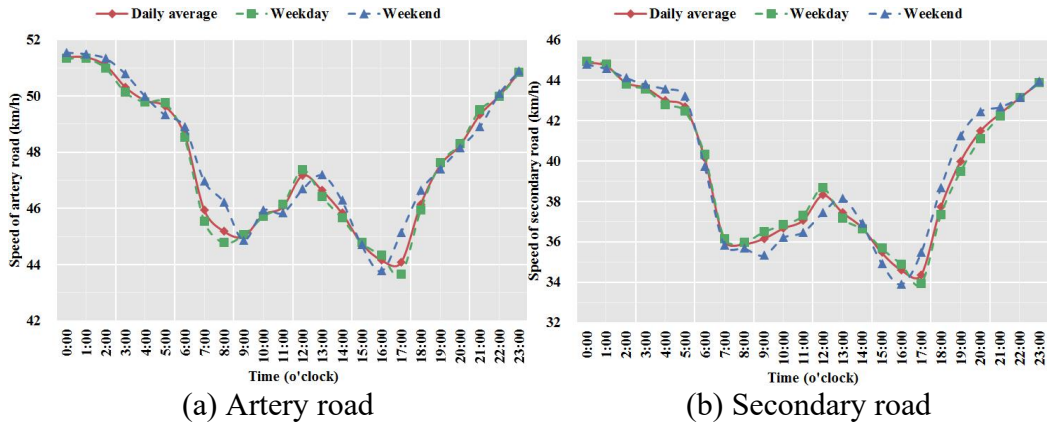 Daily average Weekday Weekend
52
50
48
46
44
42
Speed of artery road (km/h)
0:00 1:00 2:00 3:00 4:00 5:00 6:00 7:00 8:00 9:00 10:00 11:00 12:00 13:00 14:00 15:00 16:00 17:00 18:00 19:00 20:00 21:00 22:00 23:00
Time (o'clock)
(a) Artery road
Daily average Weekday Weekend
46
44
42
40
38
36
34
32
Speed of secondary road (km/h)
0:00 1:00 2:00 3:00 4:00 5:00 6:00 7:00 8:00 9:00 10:00 11:00 12:00 13:00 14:00 15:00 16:00 17:00 18:00 19:00 20:00 21:00 22:00 23:00
Time (o'clock)
(b) Secondary road